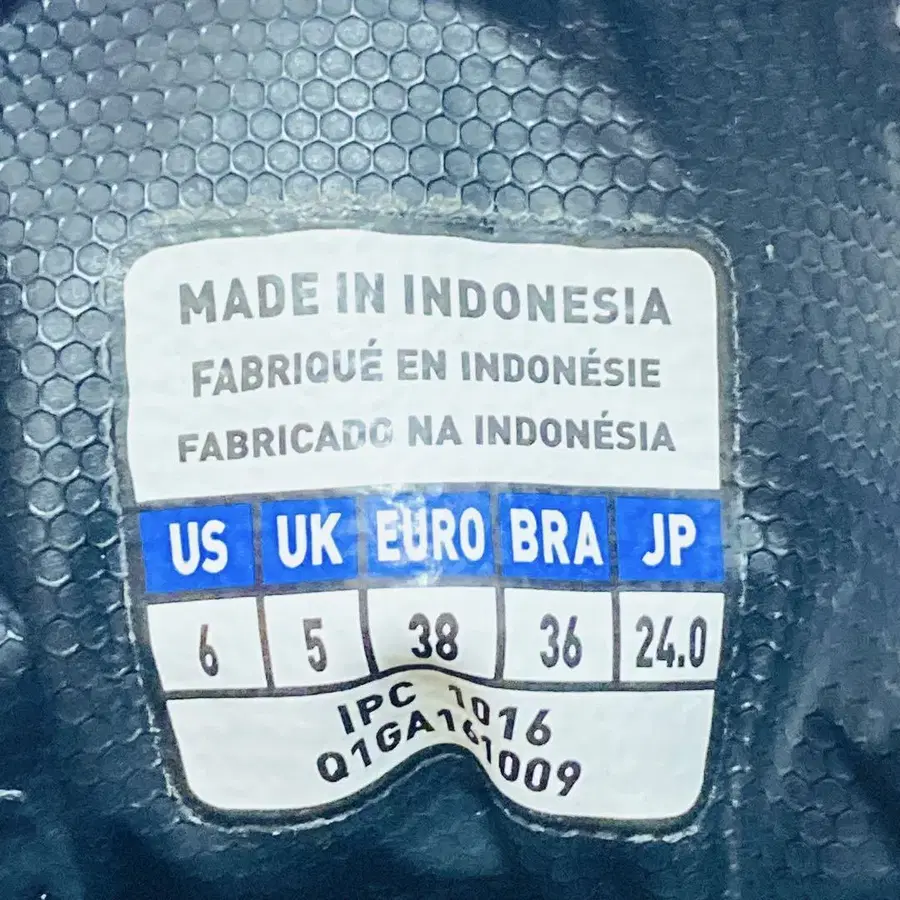 MADE IN INDONESIA
FABRIQUÉ EN INDONÉSIE
FABRICADO NA INDONÉSIA
US UK EURO BRA JP
6 5 38 36 24.0
IPC 1016
Q1GA161009